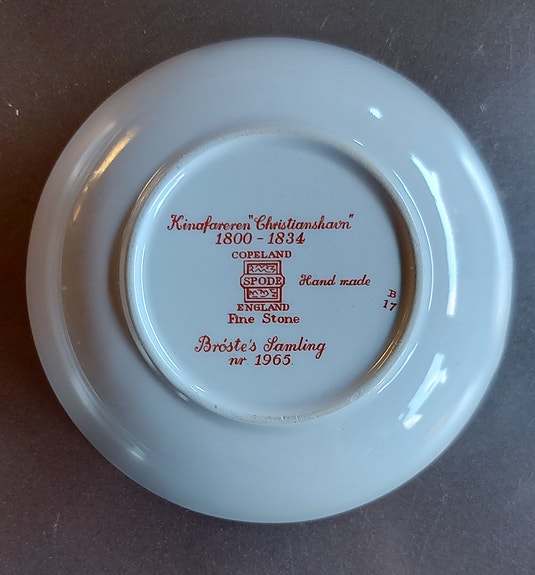 Kinafareren "Christianshavn"
1800 - 1834
COPELAND
SPODE
ENGLAND
Hand made
B
17
Fine Stone
Bröste's Samling
nr. 1965.